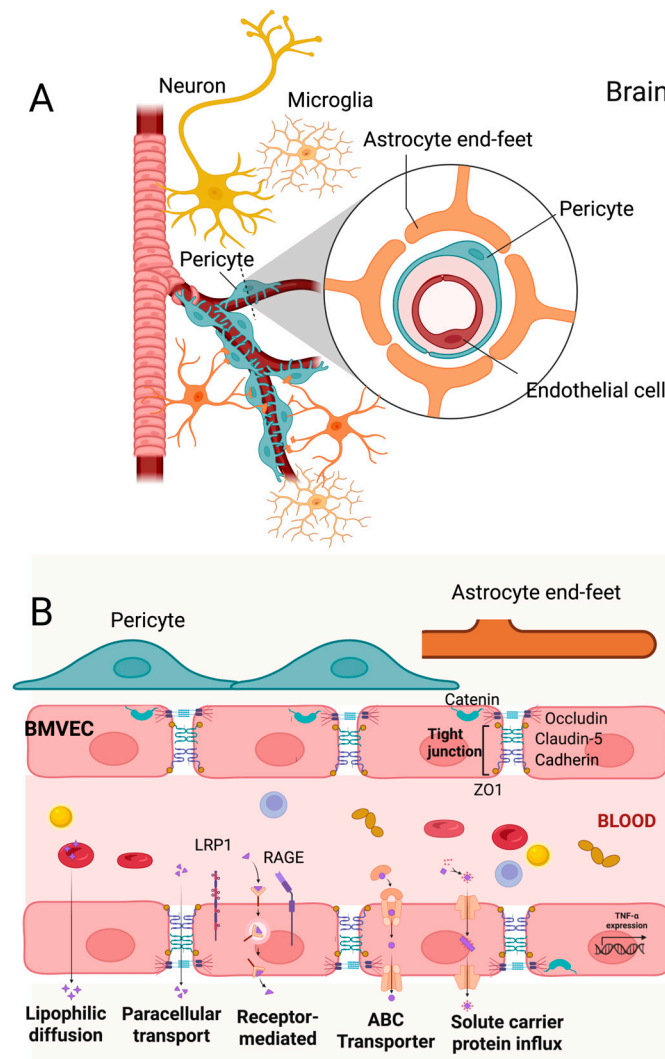 A
Neuron
Microglia
Brain
Astrocyte end-feet
Pericyte
Pericyte
Endothelial cell
B
Pericyte
Astrocyte end-feet
BMVEC
Catenin
Tight
junction
Occludin
Claudin-5
Cadherin
ZO1
BLOOD
LRP1
RAGE
TNF-α
expression
Lipophilic
diffusion
Paracellular
transport
Receptor-
mediated
ABC
Transporter
Solute carrier
protein influx